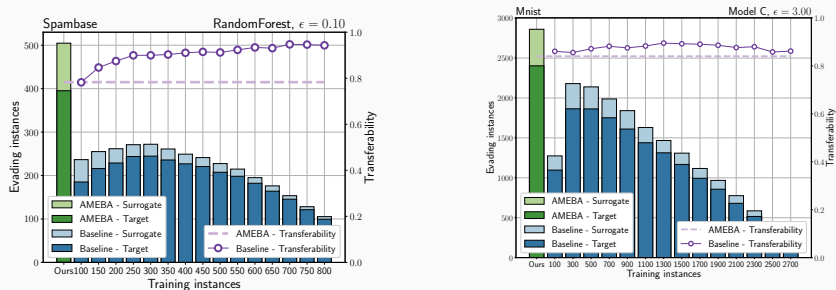 Spambase
RandomForest, ϵ = 0.10
500
400
300
200
100
0
Evading instances
1.0
0.8
0.6
0.4
0.2
0.0
Transferability
AMEBA - Surrogate
AMEBA - Target
Baseline - Surrogate
Baseline - Target
AMEBA - Transferability
Baseline - Transferability
Ours 100 150 200 250 300 350 400 450 500 550 600 650 700 750 800
Training instances
Mnist
Model C, ϵ = 3.00
3000
2500
2000
1500
1000
500
0
Evading instances
1.0
0.8
0.6
0.4
0.2
0.0
Transferability
AMEBA - Surrogate
AMEBA - Target
Baseline - Surrogate
Baseline - Target
AMEBA - Transferability
Baseline - Transferability
Ours 100 300 500 700 900 1100 1300 1500 1700 1900 2100 2300 2500 2700
Training instances